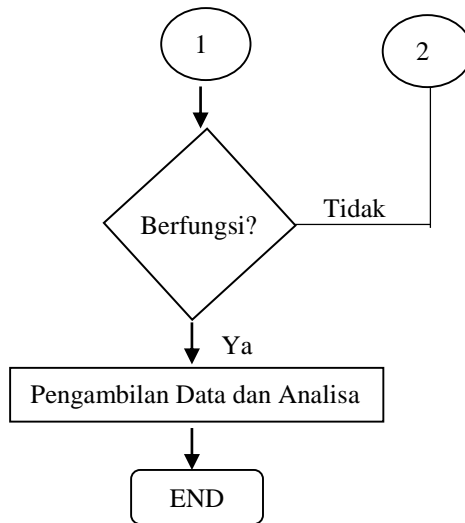 1
2
Berfungsi?
Tidak
Ya
Pengambilan Data dan Analisa
END